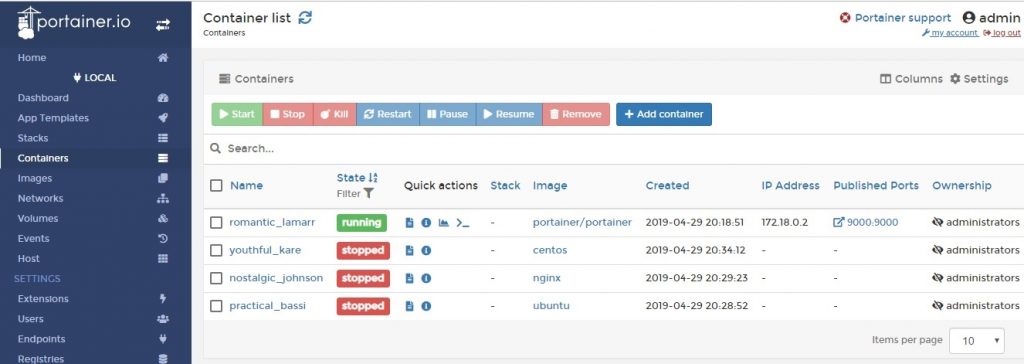 portainer.io
Home
LOCAL
Dashboard
App Templates
Stacks
Containers
Images
Networks
Volumes
Events
Host
SETTINGS
Extensions
Users
Endpoints
Registries
Container list
Containers
Portainer support admin
my account log out
Containers Columns Settings
Start Stop Kill Restart Pause Resume Remove Add container
Search...
Name State Filter Quick actions Stack Image Created IP Address Published Ports Ownership
romantic_lamarr running - portainer/portainer 2019-04-29 20:18:51 172.18.0.2 9000:9000 administrators
youthful_kare stopped - centos 2019-04-29 20:34:12 - - administrators
nostalgic_johnson stopped - nginx 2019-04-29 20:29:23 - - administrators
practical_bassi stopped - ubuntu 2019-04-29 20:28:52 - - administrators
Items per page 10